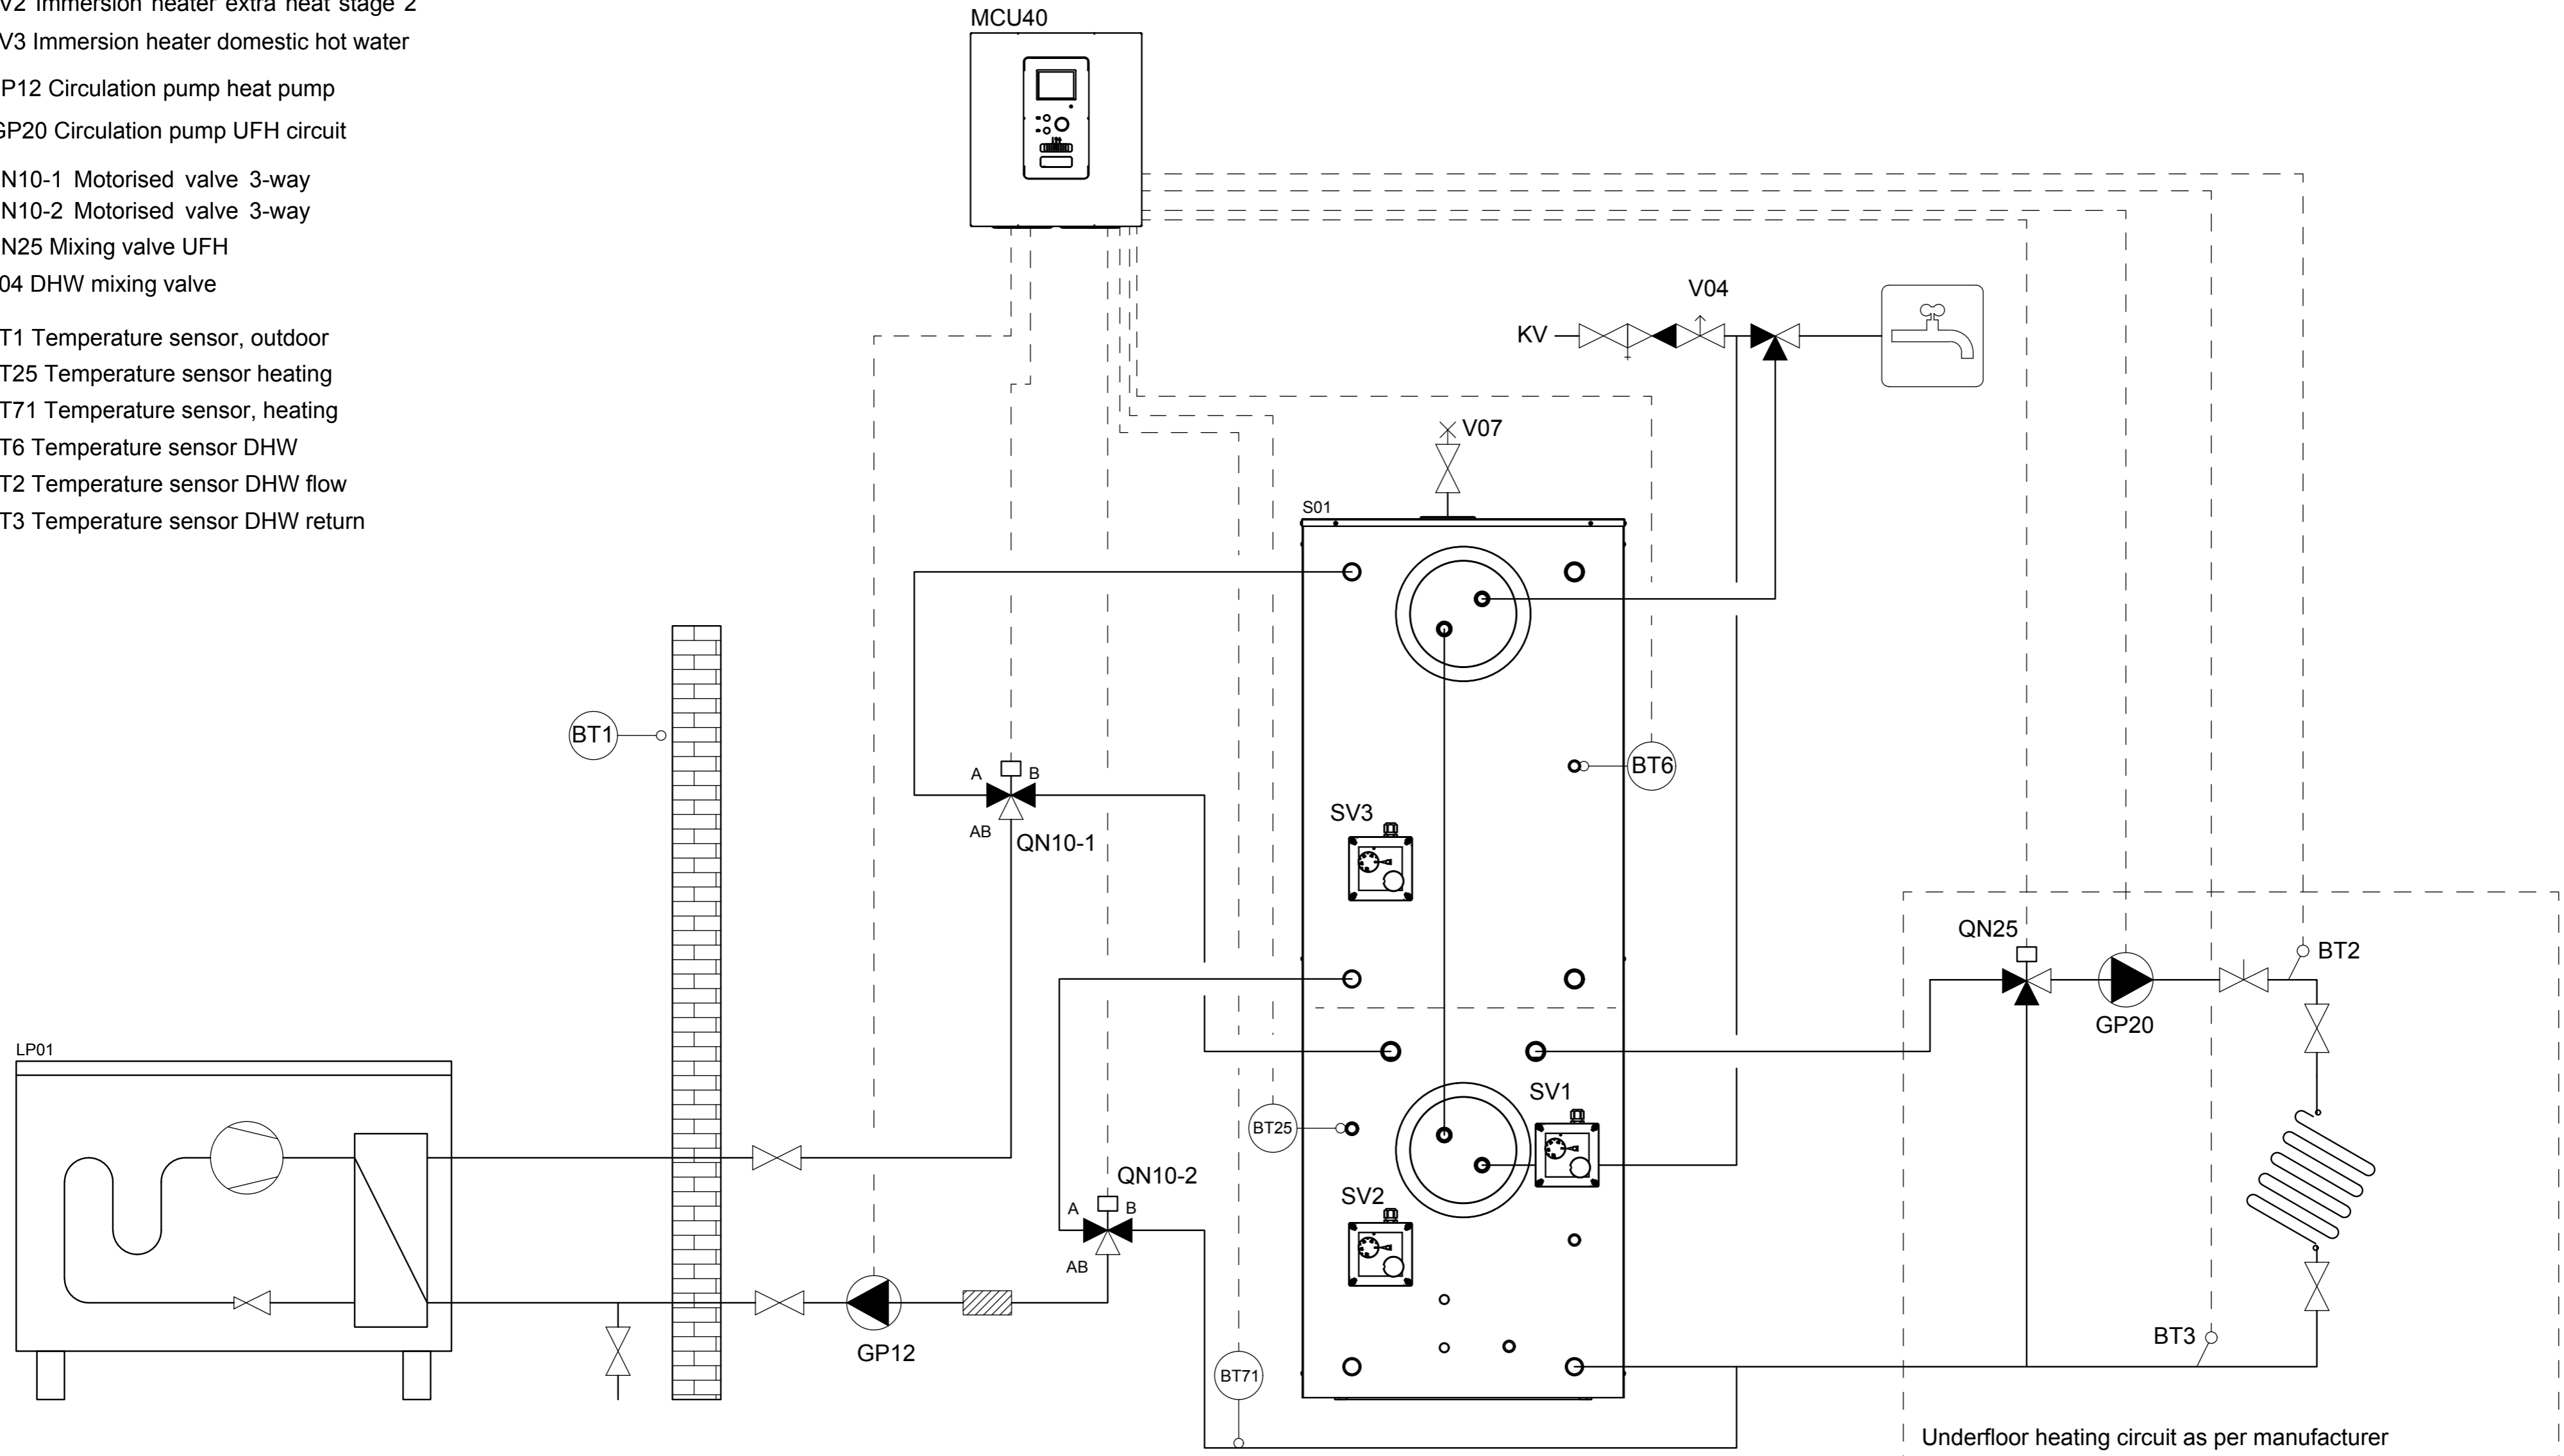 V2 Immersion heater extra heat stage 2
V3 Immersion heater domestic hot water
P12 Circulation pump heat pump
GP20 Circulation pump UFH circuit
N10-1 Motorised valve 3-way
N10-2 Motorised valve 3-way
N25 Mixing valve UFH
04 DHW mixing valve
T1 Temperature sensor, outdoor
T25 Temperature sensor heating
T71 Temperature sensor, heating
T6 Temperature sensor DHW
T2 Temperature sensor DHW flow
T3 Temperature sensor DHW return
MCU40
V04
KV
V07
S01
BT1
A
B
AB
QN10-1
BT6
SV3
QN25
BT2
GP20
LP01
SV1
BT25
QN10-2
A
B
AB
SV2
GP12
BT3
BT71
Underfloor heating circuit as per manufacturer